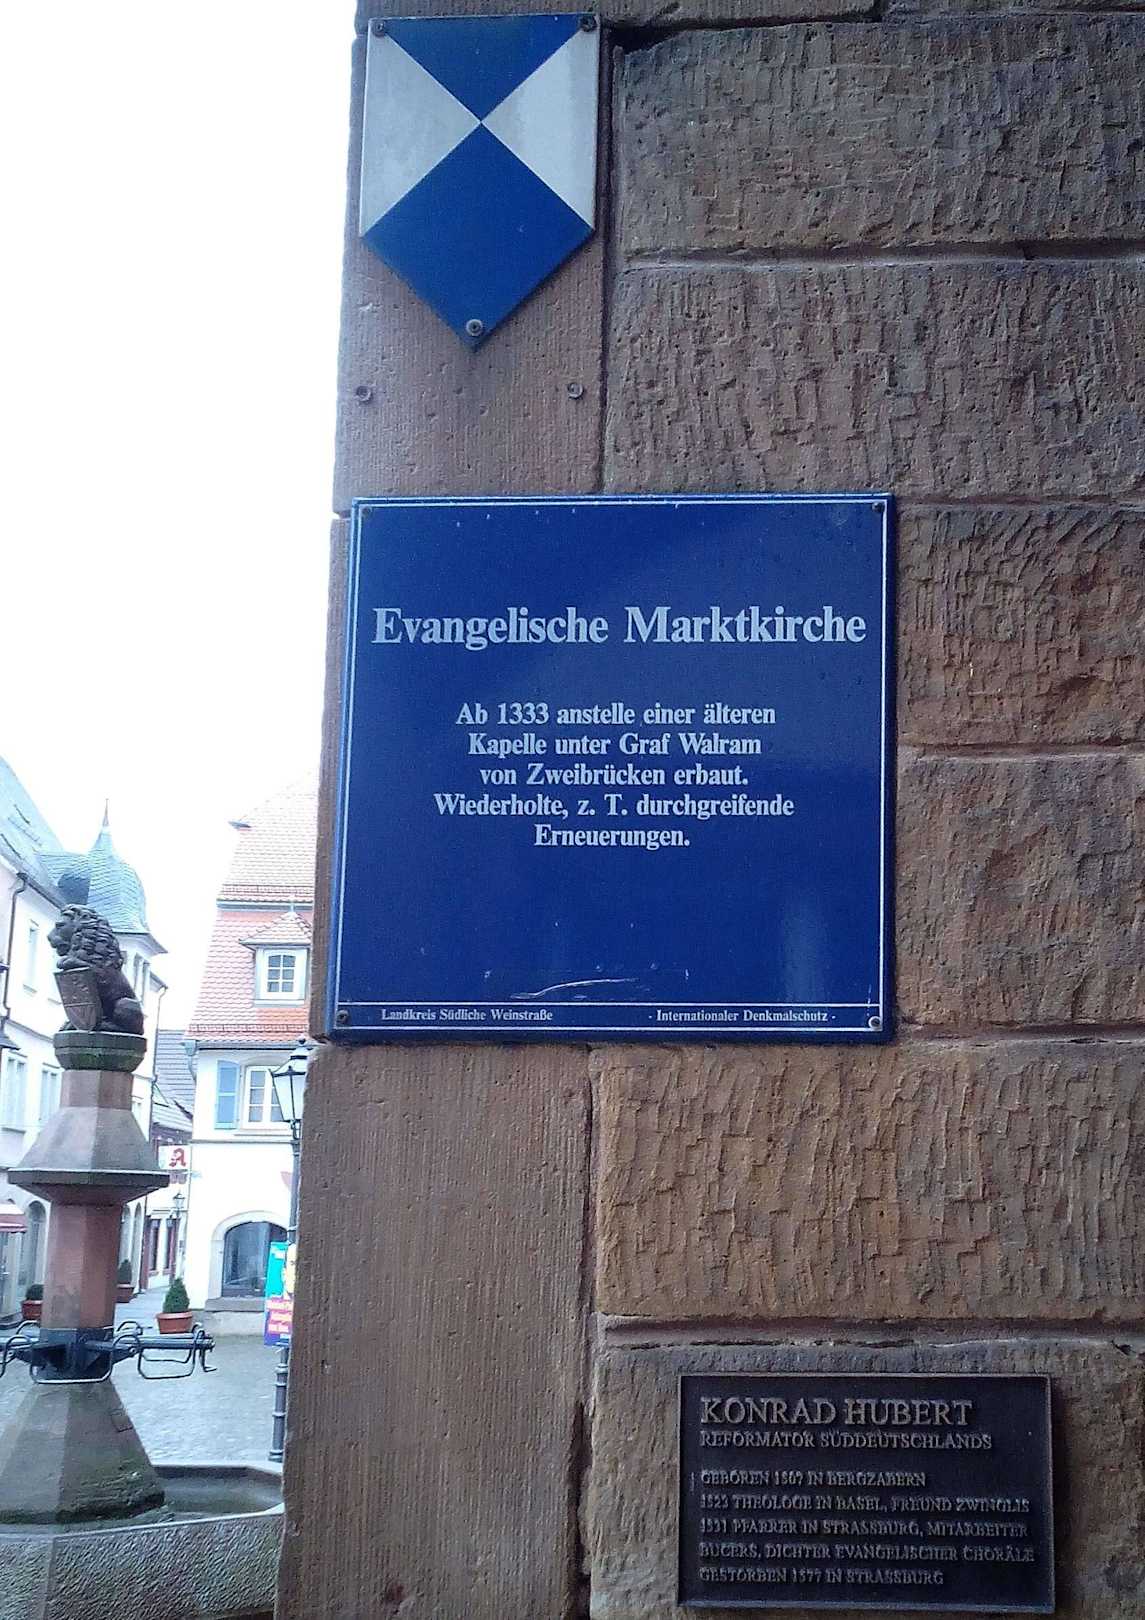 Evangelische Marktkirche
Ab 1333 anstelle einer älteren
Kapelle unter Graf Walram
von Zweibrücken erbaut.
Wiederholte, z. T. durchgreifende
Erneuerungen.
Landkreis Südliche Weinstraße
- Internationaler Denkmalschutz -
KONRAD HUBERT
REFORMATOR SÜDDEUTSCHLANDS
GEBOREN 1507 IN BERGZABERN
1523 THEOLOGE IN BASEL, FREUND ZWINGLIS
1531 PFARRER IN STRASSBURG, MITARBEITER
BUCERS, DICHTER EVANGELISCHER CHORÄLE
GESTORBEN 1577 IN STRASSBURG